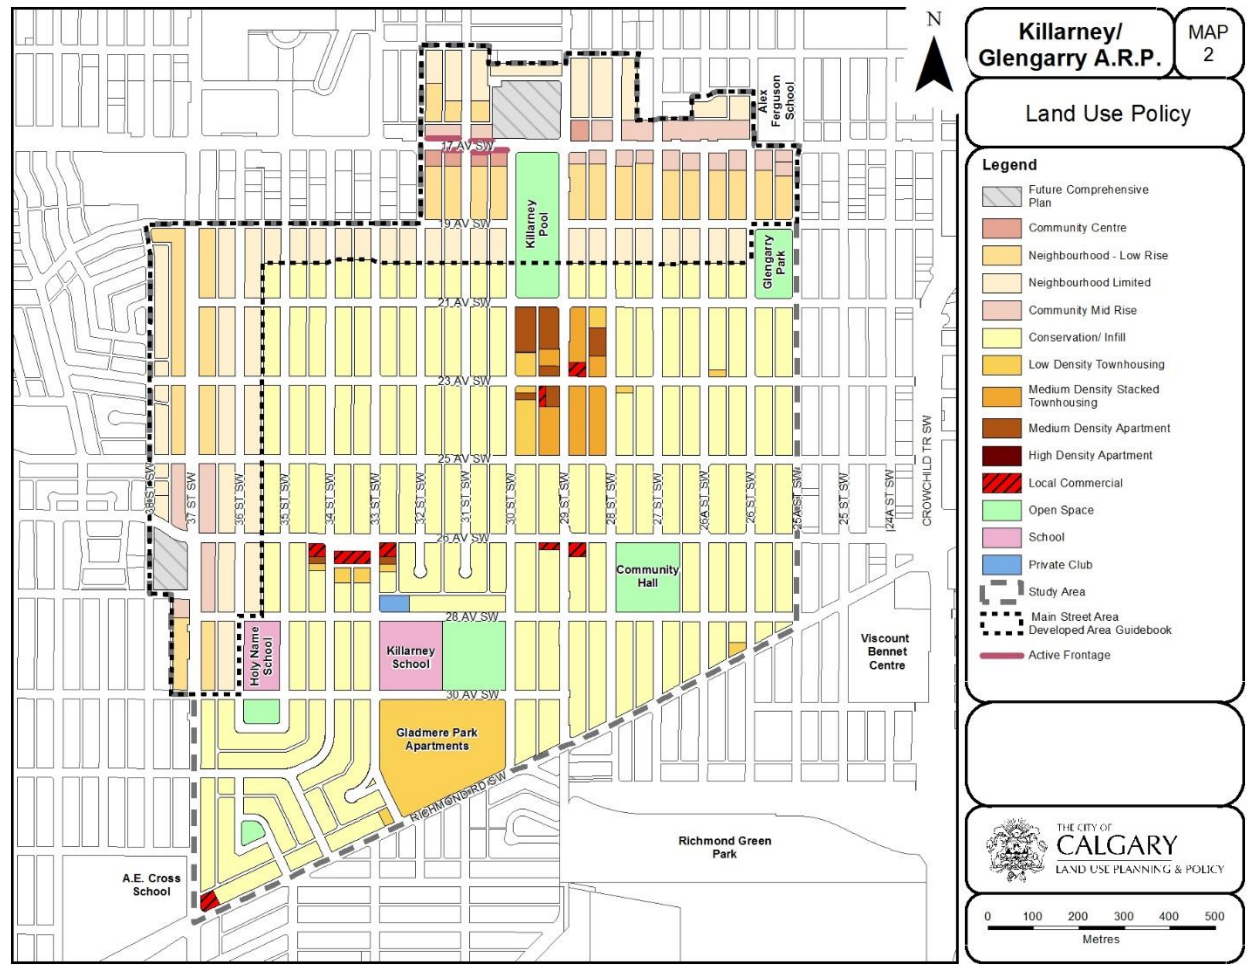 N
Alex
Ferguson
School
17 AV SW
19 AV SW
Killarney
Pool
Glengarry
Park
21 AV SW
23 AV SW
25 AV SW
38 ST SW
37 ST SW
36 ST SW
35 ST SW
34 ST SW
33 ST SW
32 ST SW
31 ST SW
30 ST SW
29 ST SW
28 ST SW
27 ST SW
26A ST SW
26 ST SW
25A ST SW
25 ST SW
24A ST SW
CROWCHILD TR SW
26 AV SW
Community
Hall
28 AV SW
Holy Name
School
Killarney
School
Viscount
Bennet
Centre
30 AV SW
Gladmere Park
Apartments
RICHMOND RD SW
Richmond Green
Park
A.E. Cross
School
Killarney/
Glengarry A.R.P.
MAP
2
Land Use Policy
Legend
Future Comprehensive
Plan
Community Centre
Neighbourhood - Low Rise
Neighbourhood Limited
Community Mid Rise
Conservation/ Infill
Low Density Townhousing
Medium Density Stacked
Townhousing
Medium Density Apartment
High Density Apartment
Local Commercial
Open Space
School
Private Club
Study Area
Main Street Area
Developed Area Guidebook
Active Frontage
THE CITY OF
CALGARY
LAND USE PLANNING & POLICY
0 100 200 300 400 500
Metres